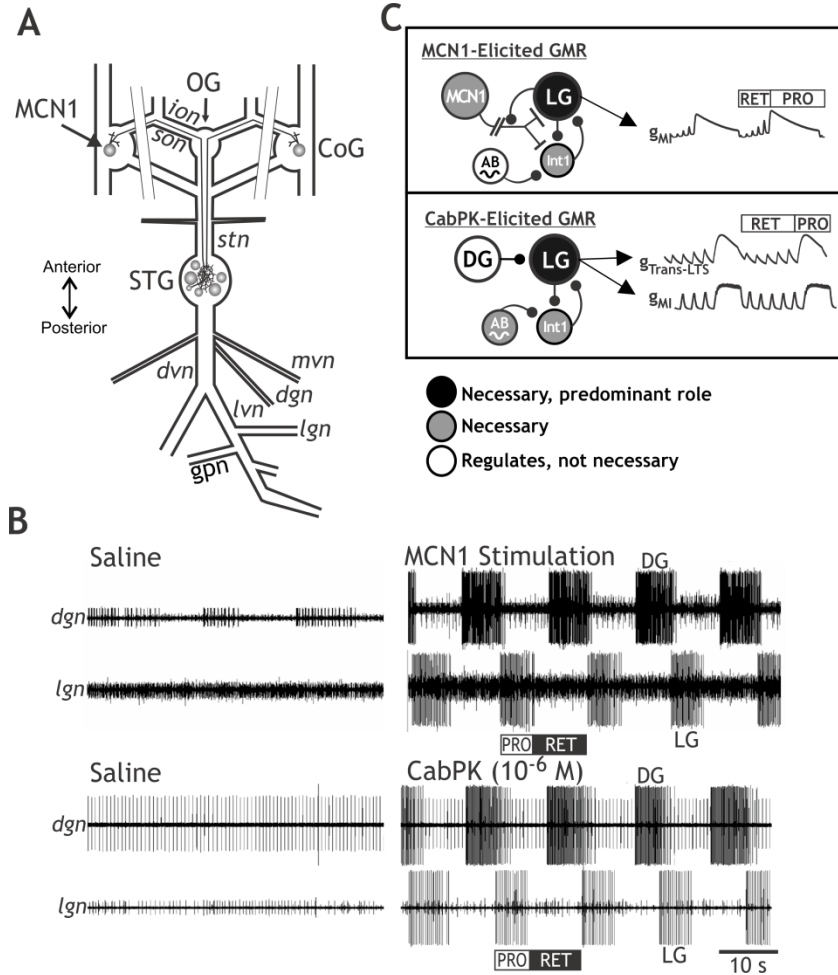 A
OG
MCN1
ion
son
CoG
stn
STG
Anterior
Posterior
dvn
mvn
dgn
lvn
lgn
gpn
C
MCN1-Elicited GMR
MCN1
LG
AB
Int1
gMI
RET PRO
CabPK-Elicited GMR
DG
LG
AB
Int1
gTrans-LTS
gMI
RET PRO
Necessary, predominant role
Necessary
Regulates, not necessary
B
Saline
MCN1 Stimulation
DG
dgn
lgn
PRO RET
LG
Saline
CabPK (10-6 M)
DG
dgn
lgn
PRO RET
LG
10 s